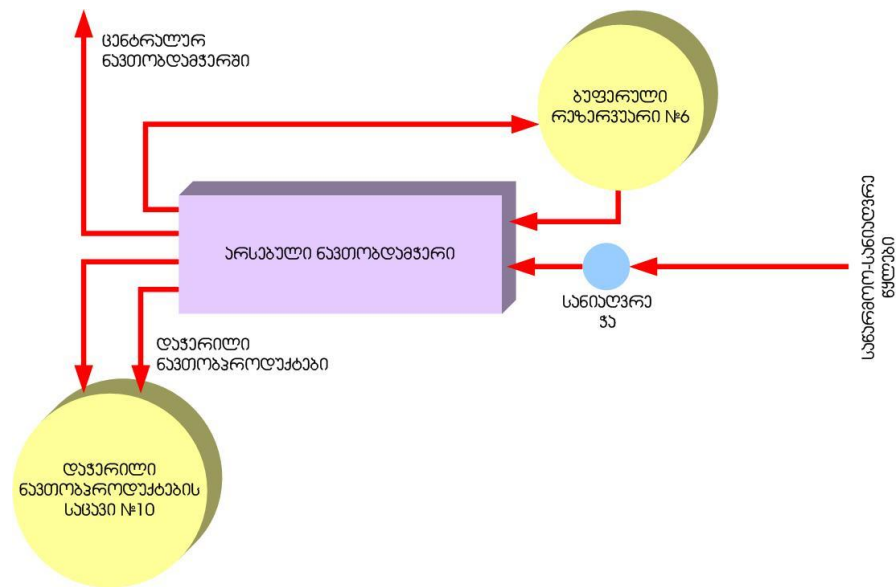 ცენტრალურ
ნავთობდამჭერში
ბუფერული
რეზერვუარი №6
არსებული ნავთობდამჭერი
სანიაღვრე
ჭა
საწარმოო-სანიაღვრე
წყლები
დაჭერილი
ნავთობპროდუქტები
დაჭერილი
ნავთობპროდუქტების
საცავი №10